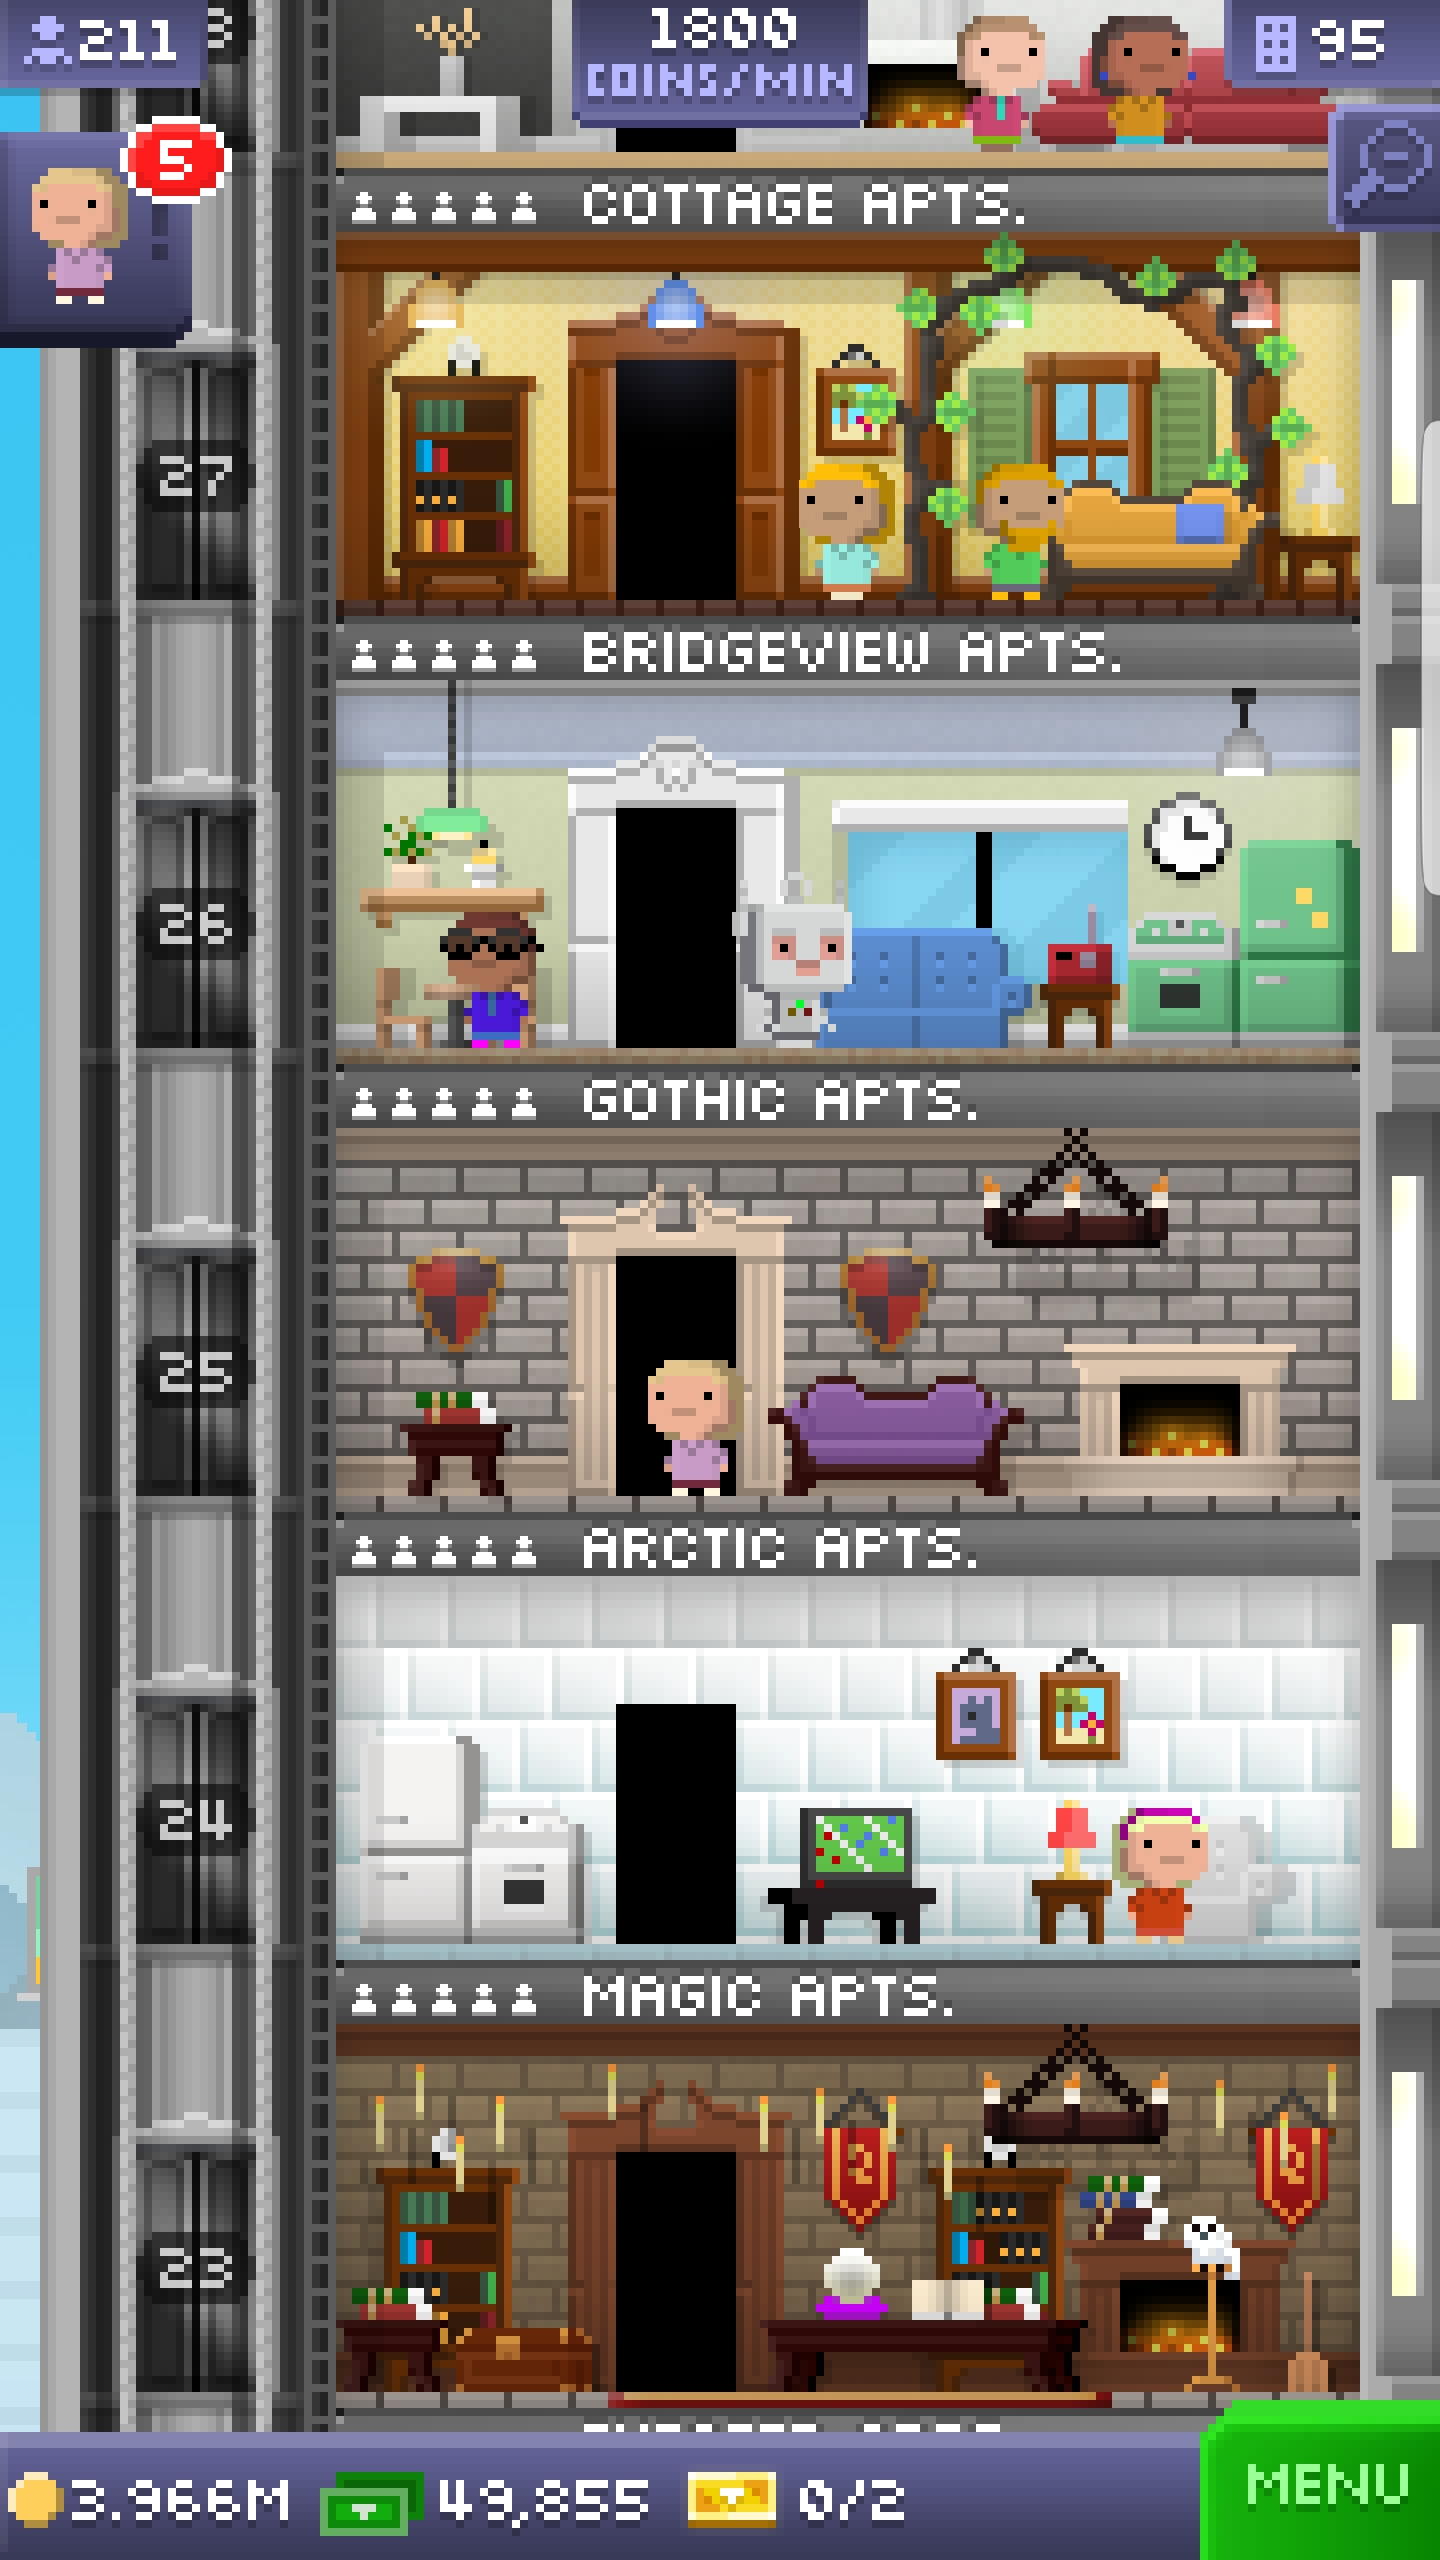 211
1800
COINS/MIN
95
5
COTTAGE APTS.
27
BRIDGEVIEW APTS.
26
GOTHIC APTS.
25
ARCTIC APTS.
24
MAGIC APTS.
23
3.966M
49,855
0/2
MENU